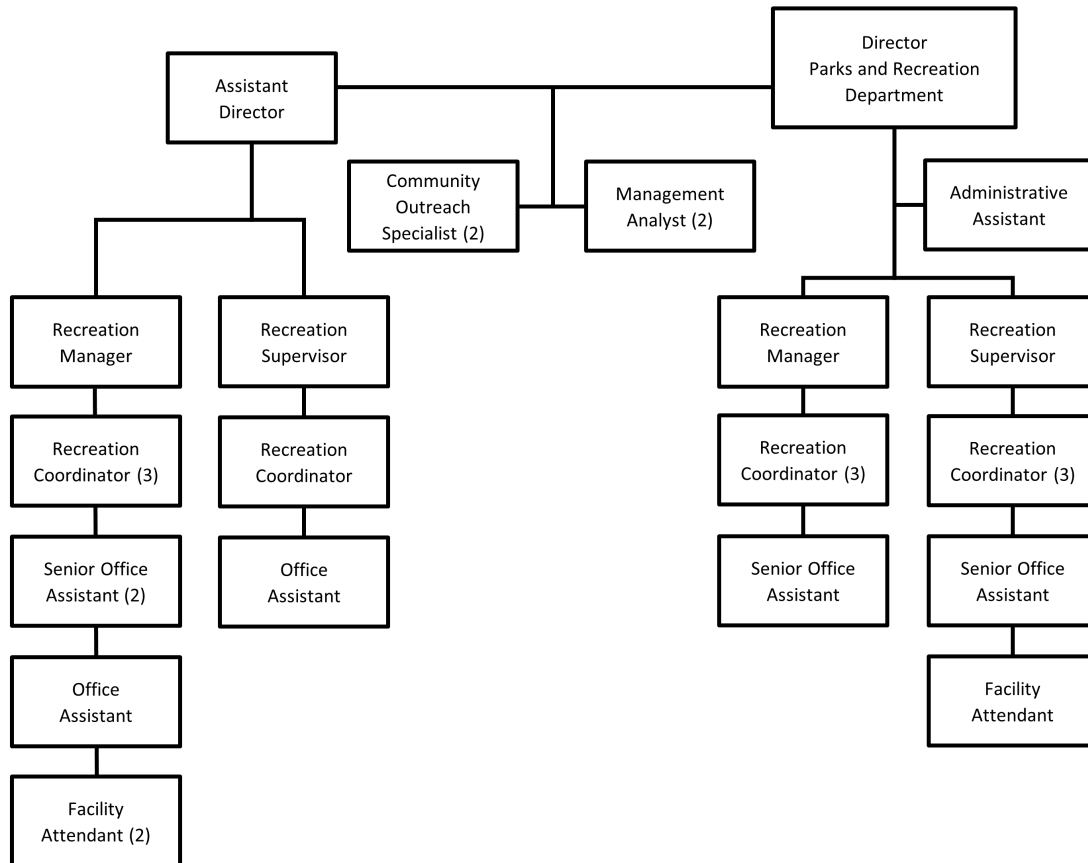 Director
Parks and Recreation
Department
Assistant
Director
Community
Outreach
Specialist (2)
Management
Analyst (2)
Administrative
Assistant
Recreation
Manager
Recreation
Supervisor
Recreation
Manager
Recreation
Supervisor
Recreation
Coordinator (3)
Recreation
Coordinator
Recreation
Coordinator (3)
Recreation
Coordinator (3)
Senior Office
Assistant (2)
Office
Assistant
Senior Office
Assistant
Senior Office
Assistant
Office
Assistant
Facility
Attendant
Facility
Attendant (2)